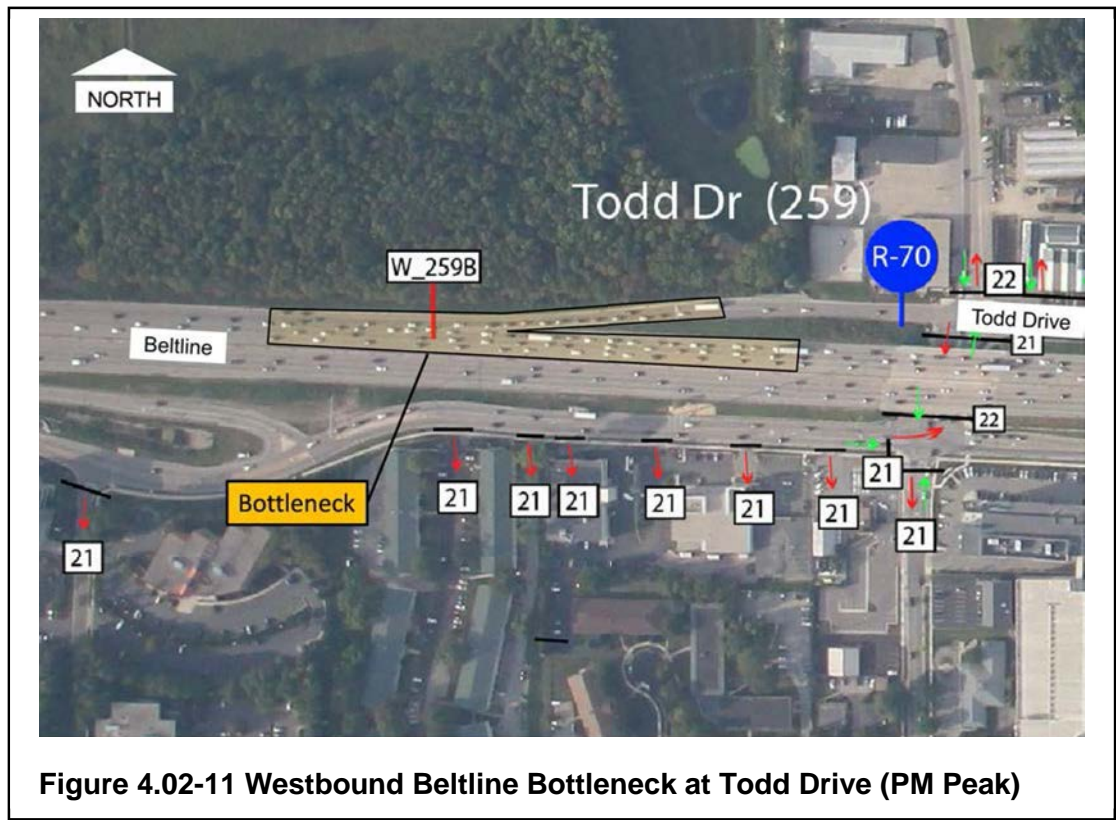 NORTH
Todd Dr (259)
R-70
W_259B
22
Todd Drive
21
Beltline
22
21
Bottleneck
21
21
21
21
21
21
21
21
Figure 4.02-11 Westbound Beltline Bottleneck at Todd Drive (PM Peak)